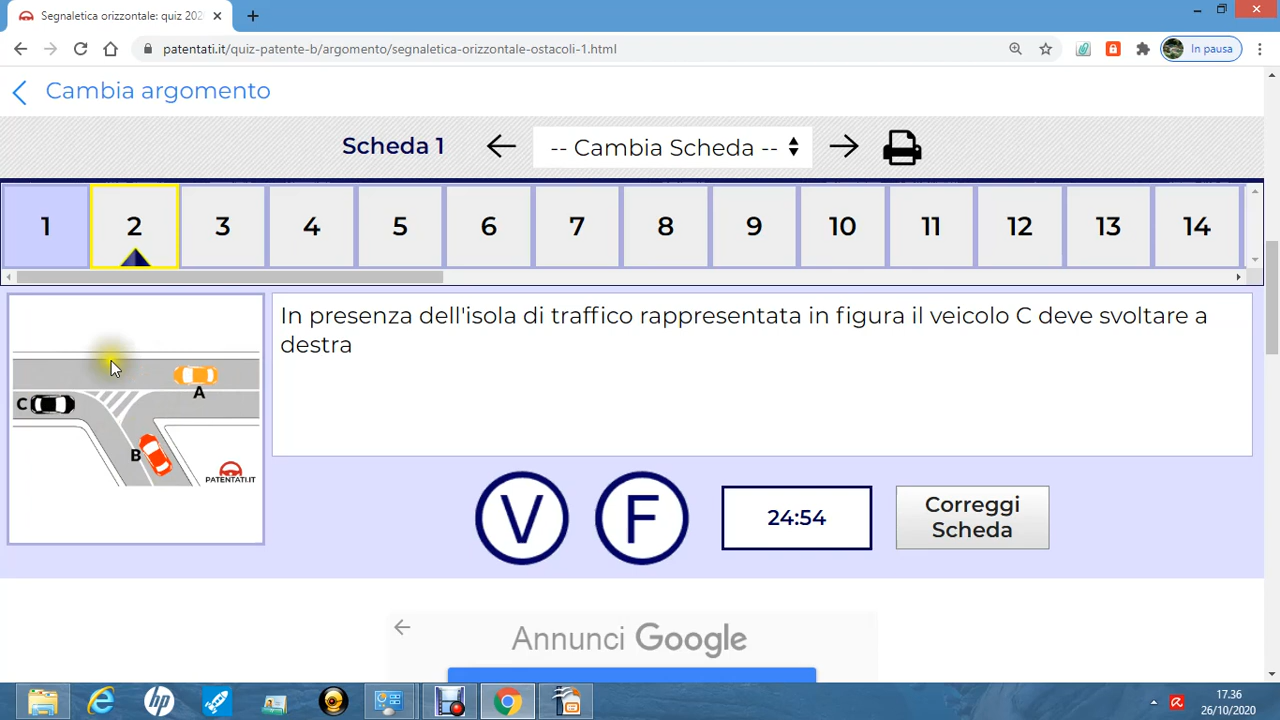 Segnaletica orizzontale: quiz 202
patentati.it/quiz-patente-b/argomento/segnaletica-orizzontale-ostacoli-1.html
In pausa
Cambia argomento
Scheda 1
-- Cambia Scheda --
1 2 3 4 5 6 7 8 9 10 11 12 13 14
In presenza dell'isola di traffico rappresentata in figura il veicolo C deve svoltare a
destra
A
C
B
PATENTATI.IT
V F 24:54
Correggi
Scheda
Annunci Google
hp
17.36
26/10/2020